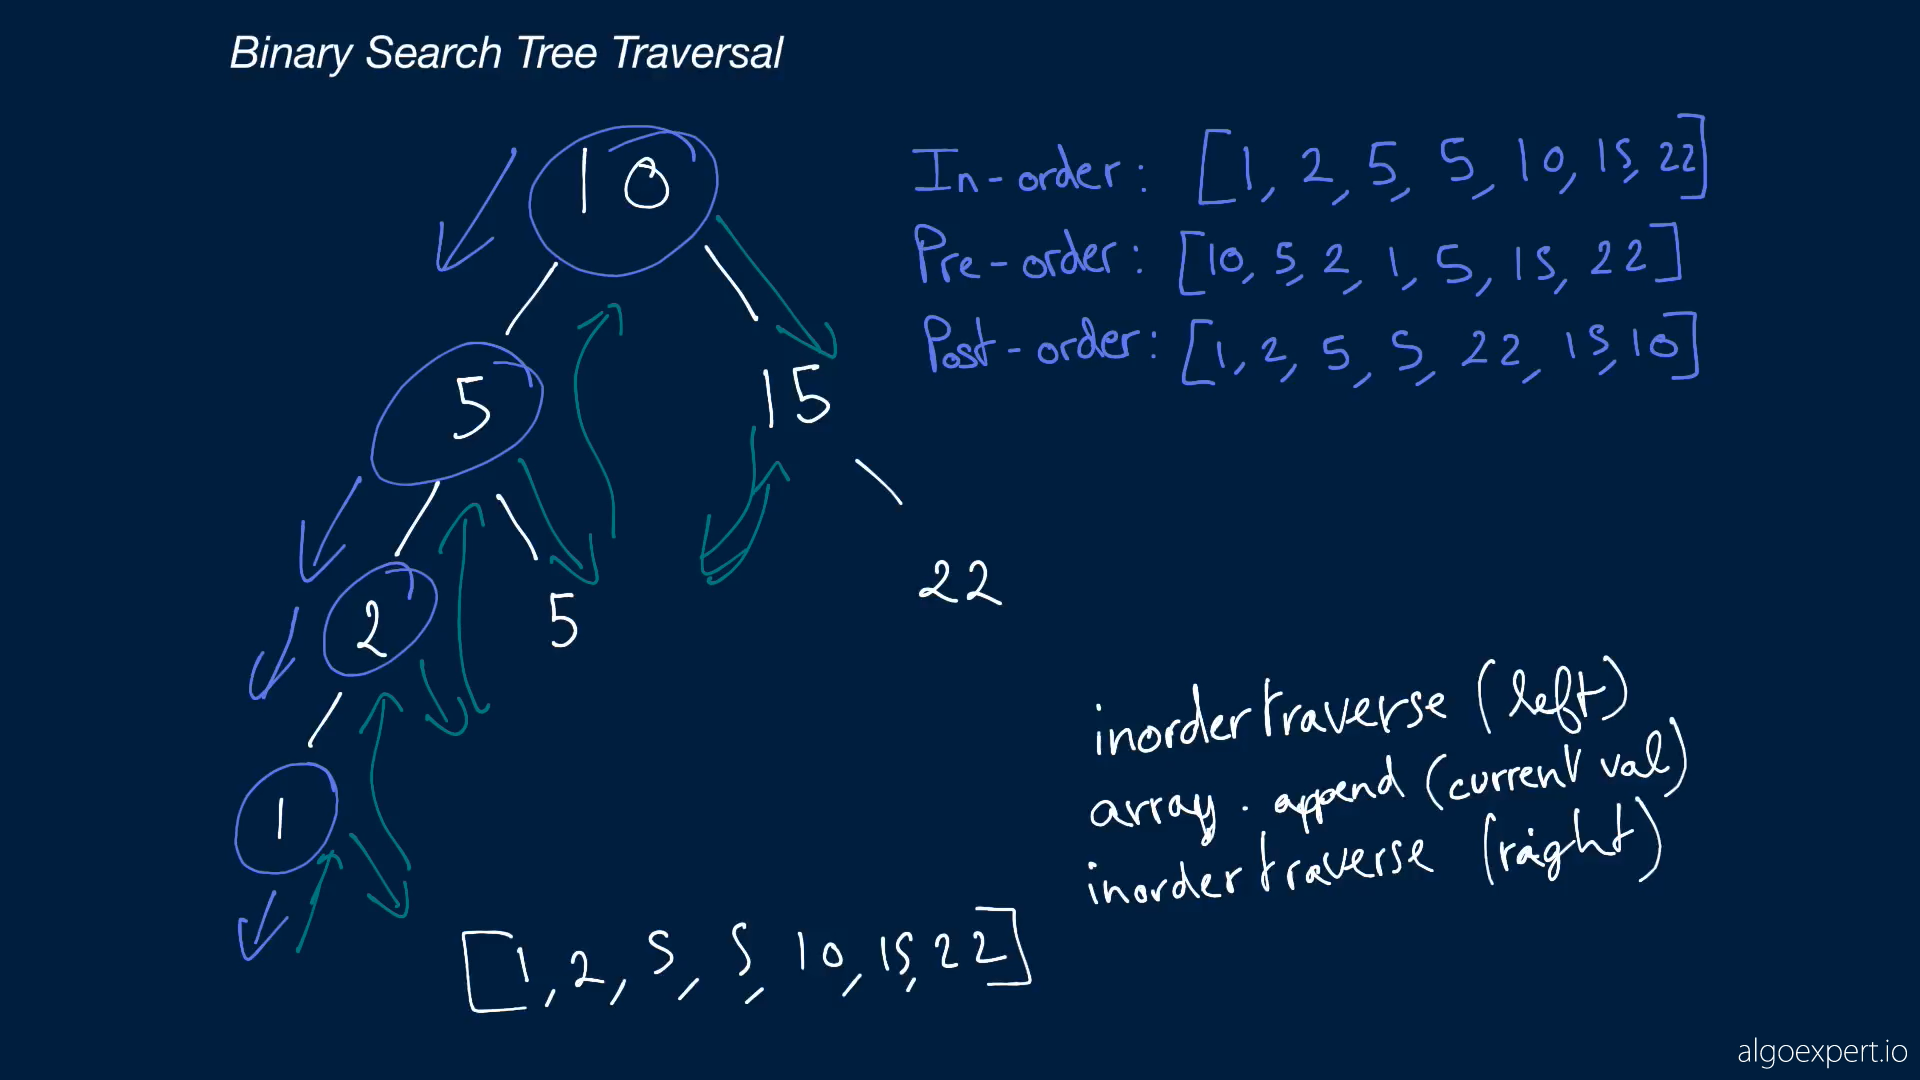 Binary Search Tree Traversal
10
In-order: [1, 2, 5, 5, 10, 15, 22]
Pre-order: [10, 5, 2, 1, 5, 15, 22]
Post-order: [1, 2, 5, 5, 22, 15, 10]
5 15
2 5 22
1
inordertraverse (left)
array.append (current val)
inordertraverse (right)
[1, 2, 5, 5, 10, 15, 22]
algoexpert.io